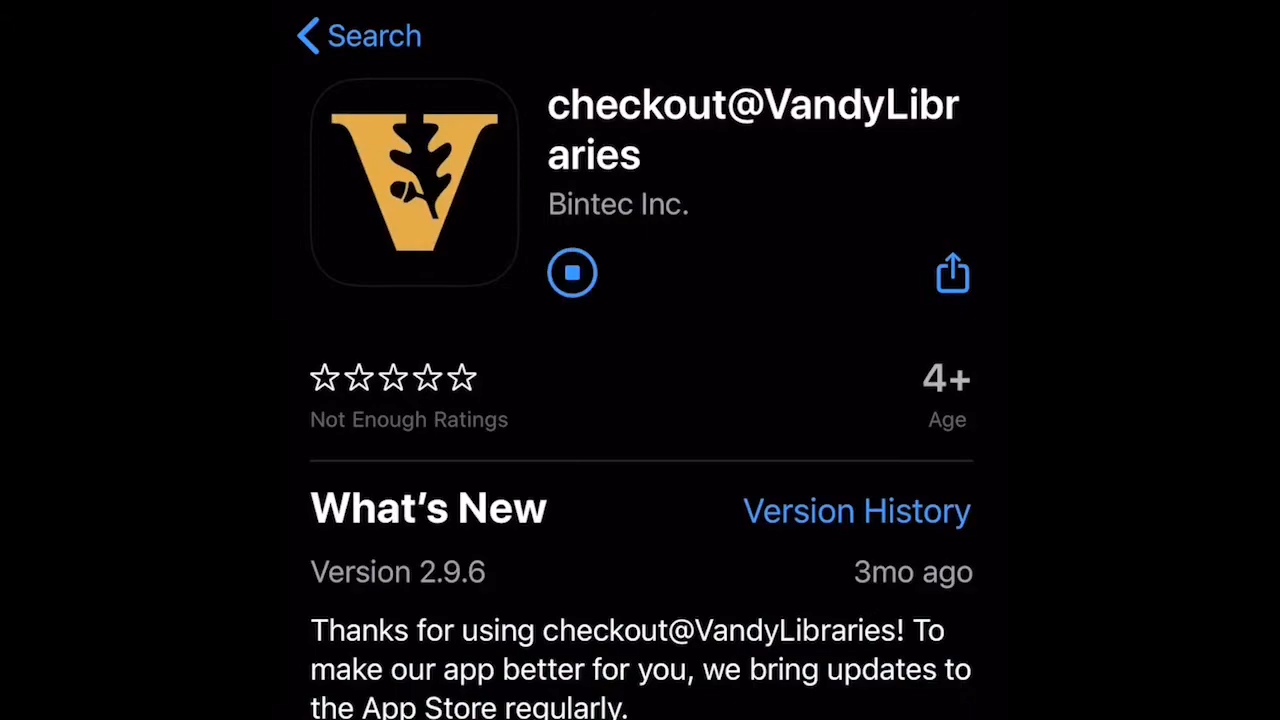 Search
checkout@VandyLibr
aries
Bintec Inc.
Not Enough Ratings
4+
Age
What's New
Version History
Version 2.9.6
3mo ago
Thanks for using checkout@VandyLibraries! To
make our app better for you, we bring updates to
the App Store regularly.